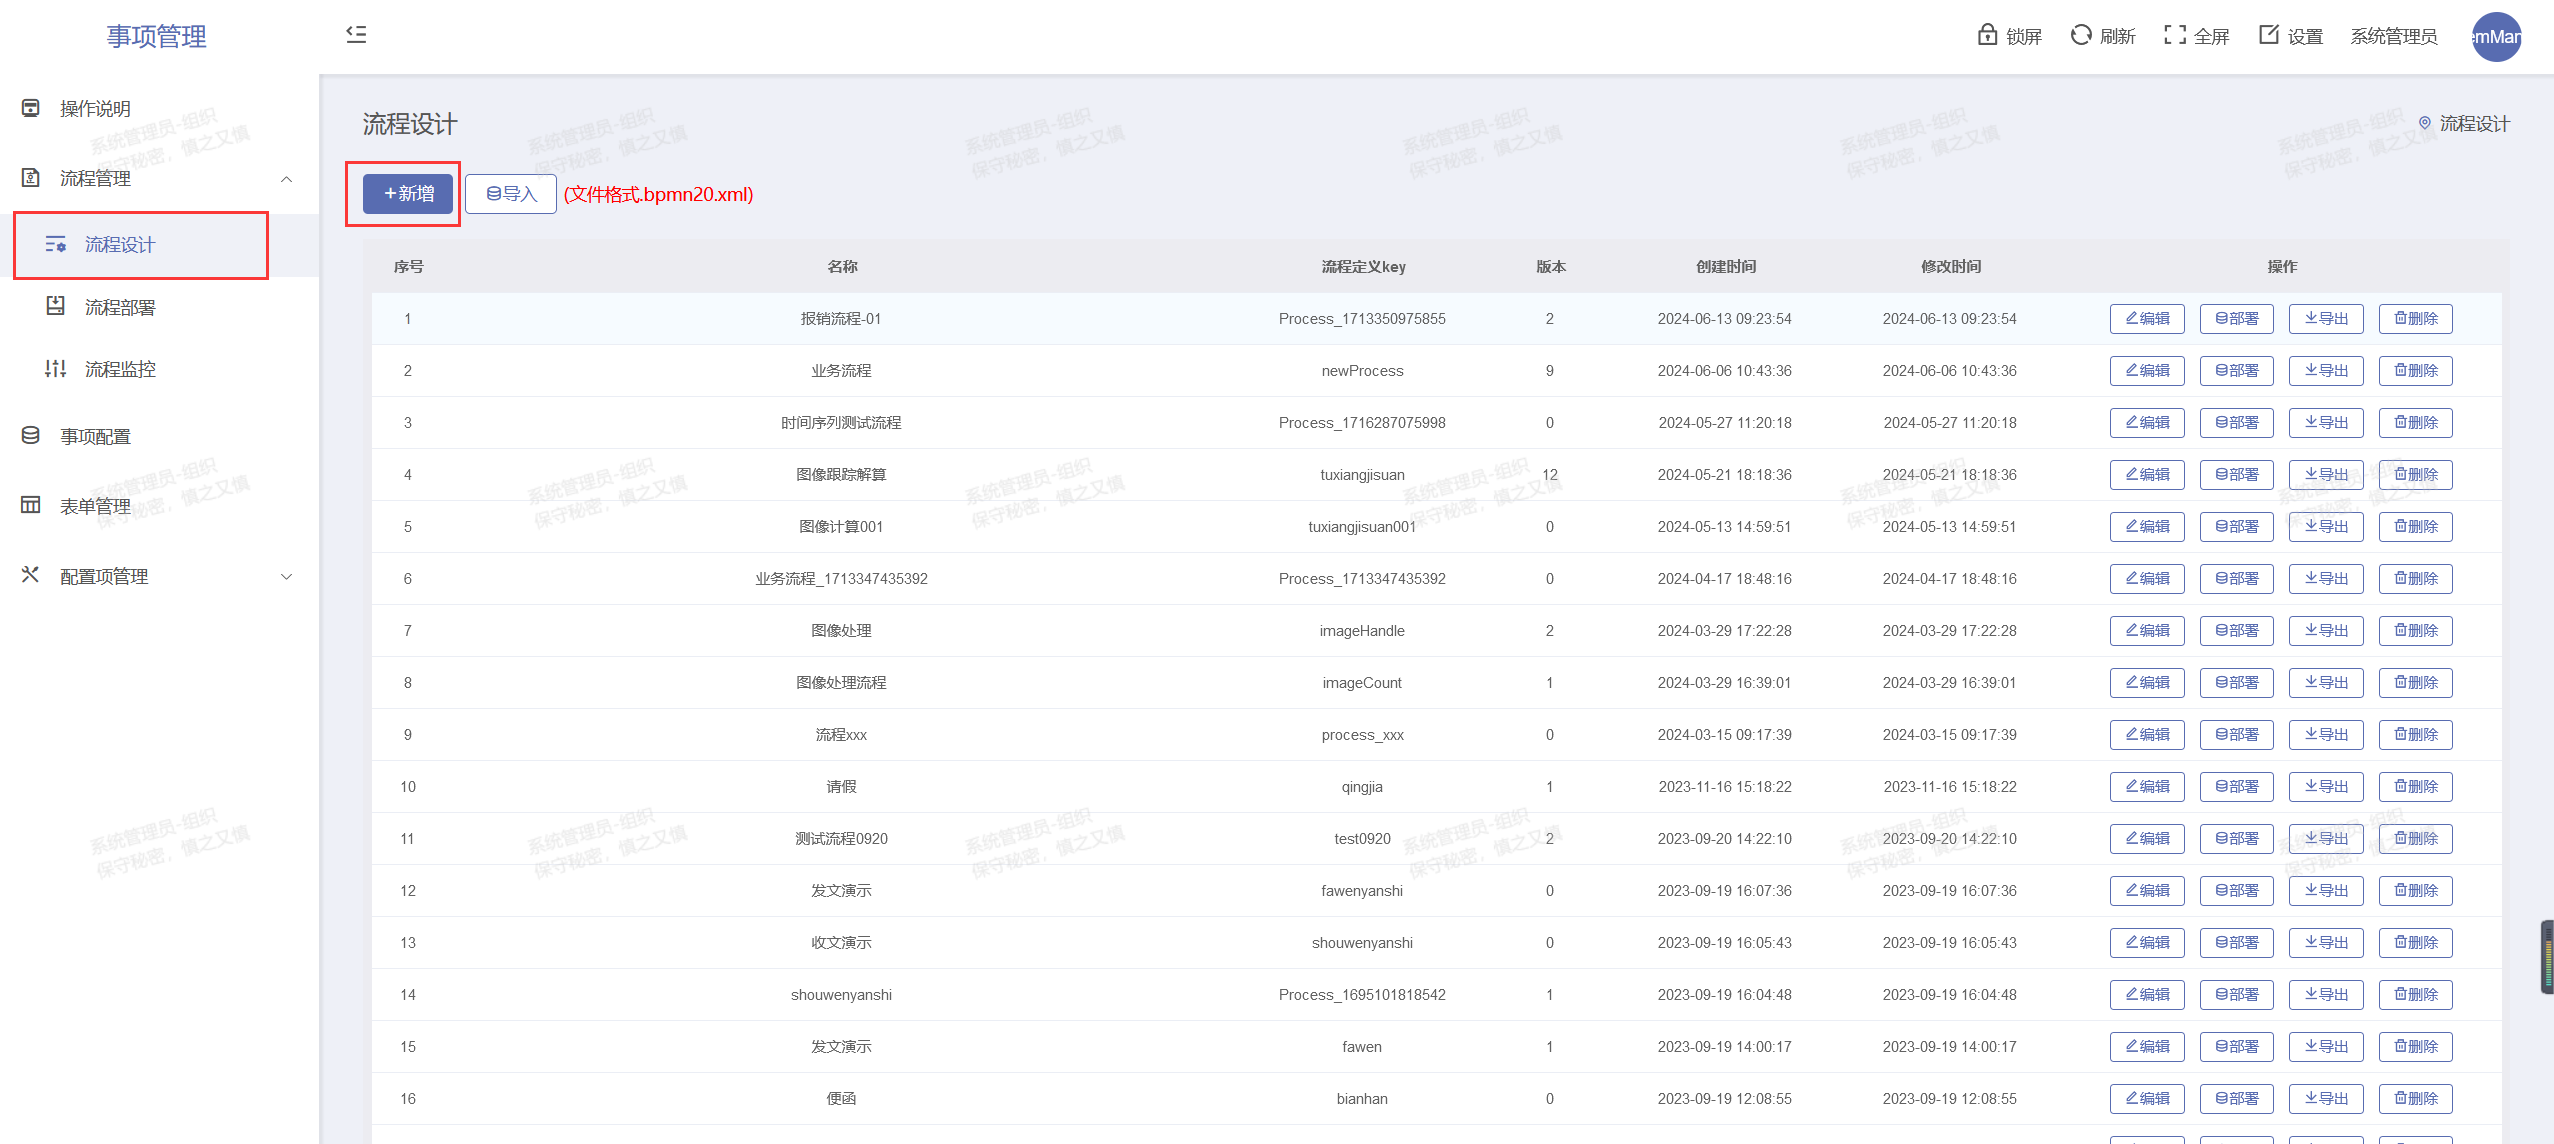 事项管理
锁屏 刷新 全屏 设置 系统管理员 emMan
操作说明
流程管理
流程设计
流程部署
流程监控
事项配置
表单管理
配置项管理
流程设计
流程设计
+新增 导入 (文件格式.bpmn20.xml)
序号 名称 流程定义key 版本 创建时间 修改时间 操作
1 报销流程-01 Process_1713350975855 2 2024-06-13 09:23:54 2024-06-13 09:23:54 编辑 部署 导出 删除
2 业务流程 newProcess 9 2024-06-06 10:43:36 2024-06-06 10:43:36 编辑 部署 导出 删除
3 时间序列测试流程 Process_1716287075998 0 2024-05-27 11:20:18 2024-05-27 11:20:18 编辑 部署 导出 删除
4 图像跟踪解算 tuxiangjisuan 12 2024-05-21 18:18:36 2024-05-21 18:18:36 编辑 部署 导出 删除
5 图像计算001 tuxiangjisuan001 0 2024-05-13 14:59:51 2024-05-13 14:59:51 编辑 部署 导出 删除
6 业务流程_1713347435392 Process_1713347435392 0 2024-04-17 18:48:16 2024-04-17 18:48:16 编辑 部署 导出 删除
7 图像处理 imageHandle 2 2024-03-29 17:22:28 2024-03-29 17:22:28 编辑 部署 导出 删除
8 图像处理流程 imageCount 1 2024-03-29 16:39:01 2024-03-29 16:39:01 编辑 部署 导出 删除
9 流程xxx process_xxx 0 2024-03-15 09:17:39 2024-03-15 09:17:39 编辑 部署 导出 删除
10 请假 qingjia 1 2023-11-16 15:18:22 2023-11-16 15:18:22 编辑 部署 导出 删除
11 测试流程0920 test0920 2 2023-09-20 14:22:10 2023-09-20 14:22:10 编辑 部署 导出 删除
12 发文演示 fawenyanshi 0 2023-09-19 16:07:36 2023-09-19 16:07:36 编辑 部署 导出 删除
13 收文演示 shouwenyanshi 0 2023-09-19 16:05:43 2023-09-19 16:05:43 编辑 部署 导出 删除
14 shouwenyanshi Process_1695101818542 1 2023-09-19 16:04:48 2023-09-19 16:04:48 编辑 部署 导出 删除
15 发文演示 fawen 1 2023-09-19 14:00:17 2023-09-19 14:00:17 编辑 部署 导出 删除
16 便函 bianhan 0 2023-09-19 12:08:55 2023-09-19 12:08:55 编辑 部署 导出 删除
系统管理员-组织
保守秘密，慎之又慎